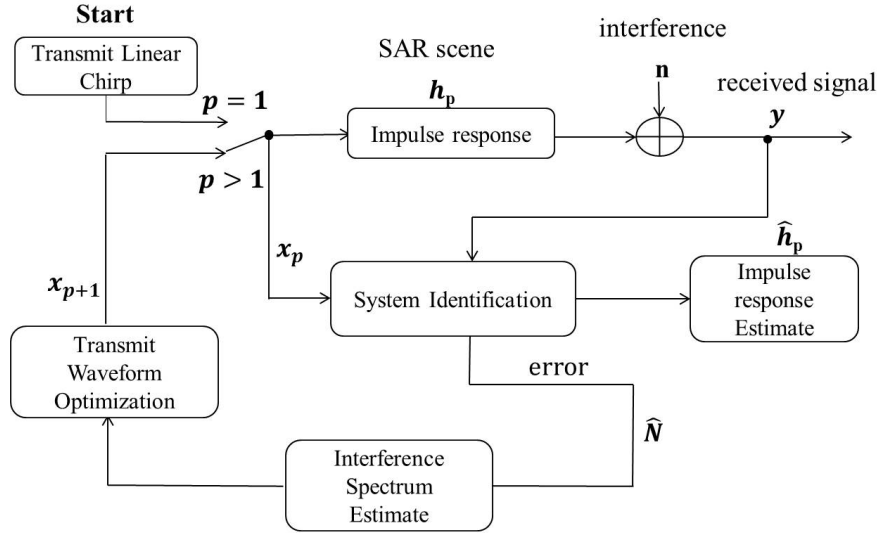 Start
Transmit Linear
Chirp
p = 1
p > 1
SAR scene
h_p
Impulse response
interference
n
received signal
y
x_p
x_{p+1}
System Identification
ĥ_p
Impulse
response
Estimate
Transmit
Waveform
Optimization
error
N̂
Interference
Spectrum
Estimate